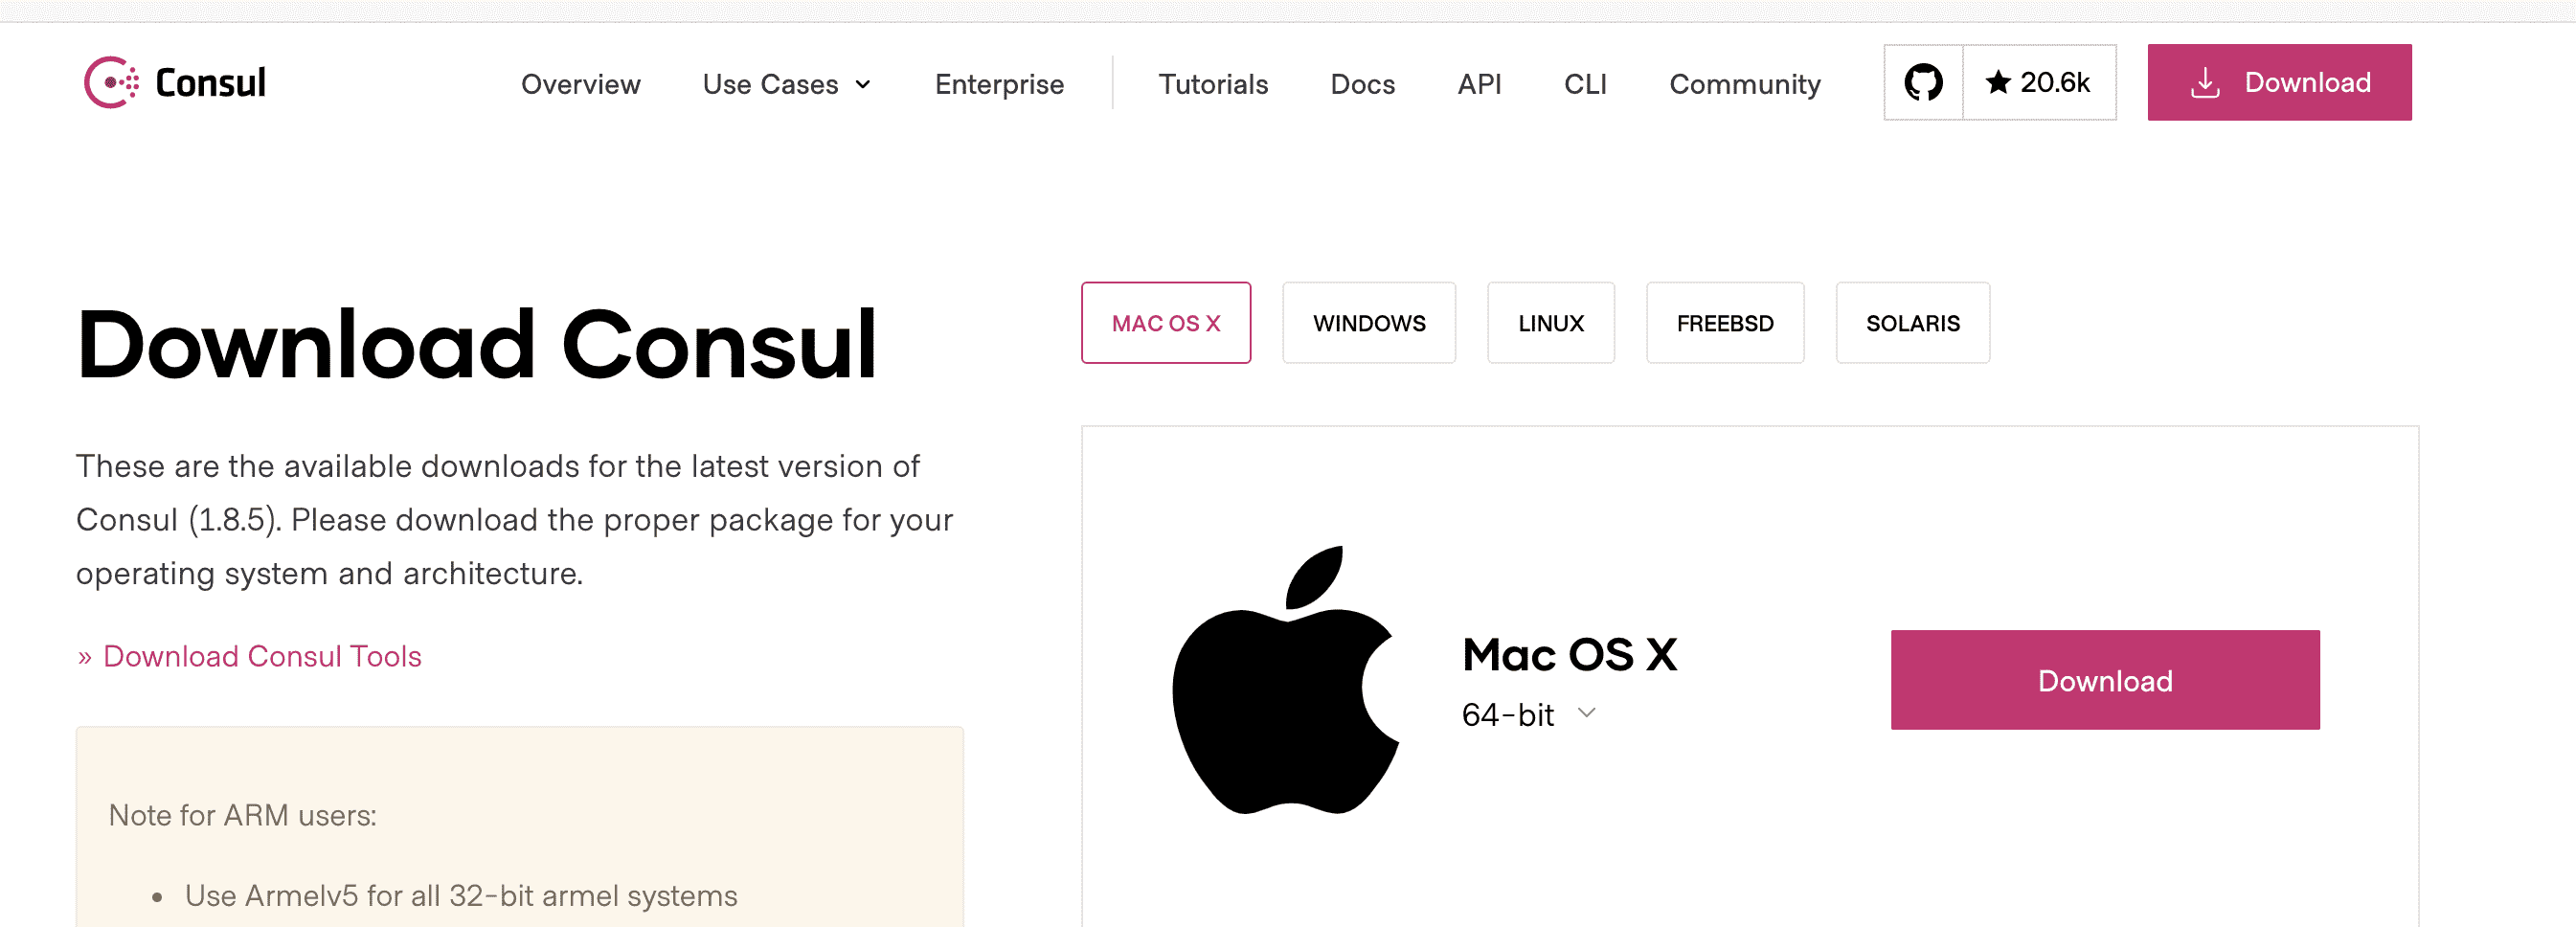 Consul
Overview
Use Cases
Enterprise
Tutorials
Docs
API
CLI
Community
20.6k
Download
Download Consul
These are the available downloads for the latest version of
Consul (1.8.5). Please download the proper package for your
operating system and architecture.
» Download Consul Tools
Note for ARM users:
• Use Armelv5 for all 32-bit armel systems
MAC OS X
WINDOWS
LINUX
FREEBSD
SOLARIS
Mac OS X
64-bit
Download